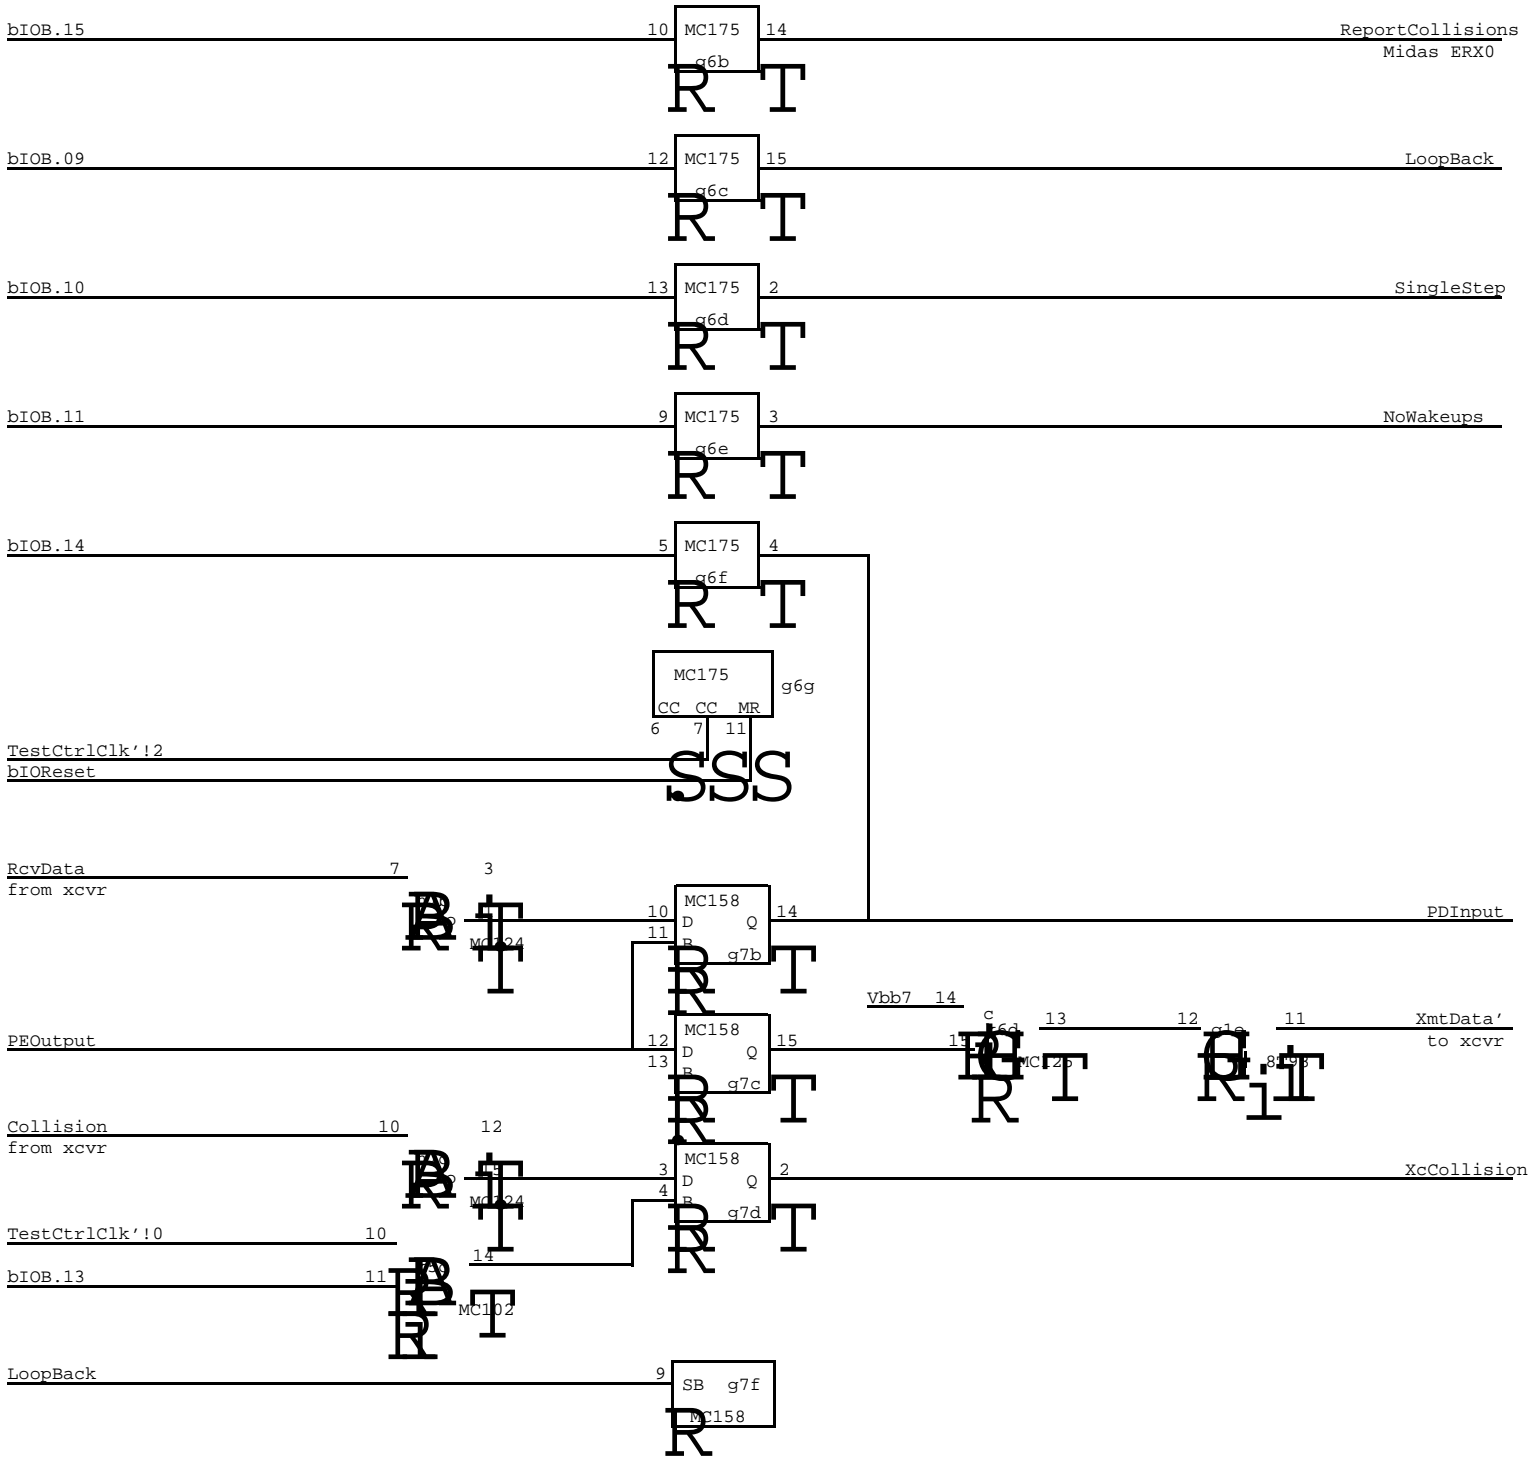 bIOB.15 10 MC175 14 ReportCollisions
g6b Midas ERX0
R T
bIOB.09 12 MC175 15 LoopBack
g6c
R T
bIOB.10 13 MC175 2 SingleStep
g6d
R T
bIOB.11 9 MC175 3 NoWakeups
g6e
R T
bIOB.14 5 MC175 4
g6f
R T
MC175 g6g
CC CC MR
6 7 11
TestCtrlClk'!2
bIOReset
.SSS
RcvData 7 3
from xcvr
MC158
10 D Q 14 PDInput
11 B g7b
R T
T
R
Vbb7 14
MC158 13 12 11 XmtData'
PEOutput 12 D Q 15 15 to xcvr
13 B g7c
R T
R T
R
Collision 10 12
from xcvr
MC158
3 D Q 2 XcCollision
4 B g7d
R T
T
R
TestCtrlClk'!0 10
14
bIOB.13 11
MC102 T
R
LoopBack 9 SB g7f
MC158
R